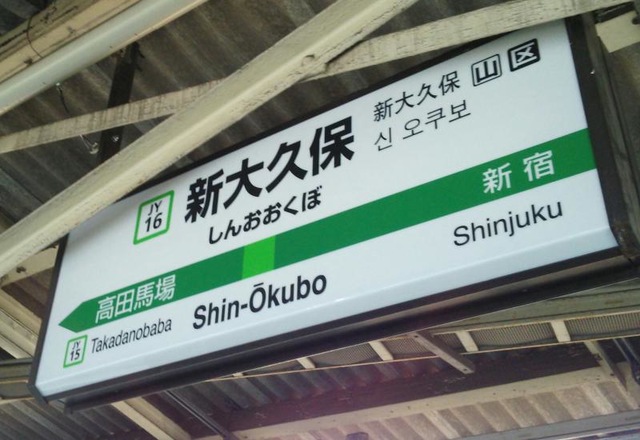 JY
16
新大久保
しんおおくぼ
新大久保 山 区
신오쿠보
高田馬場
新宿
JY
15
Takadanobaba
Shin-Ōkubo
Shinjuku